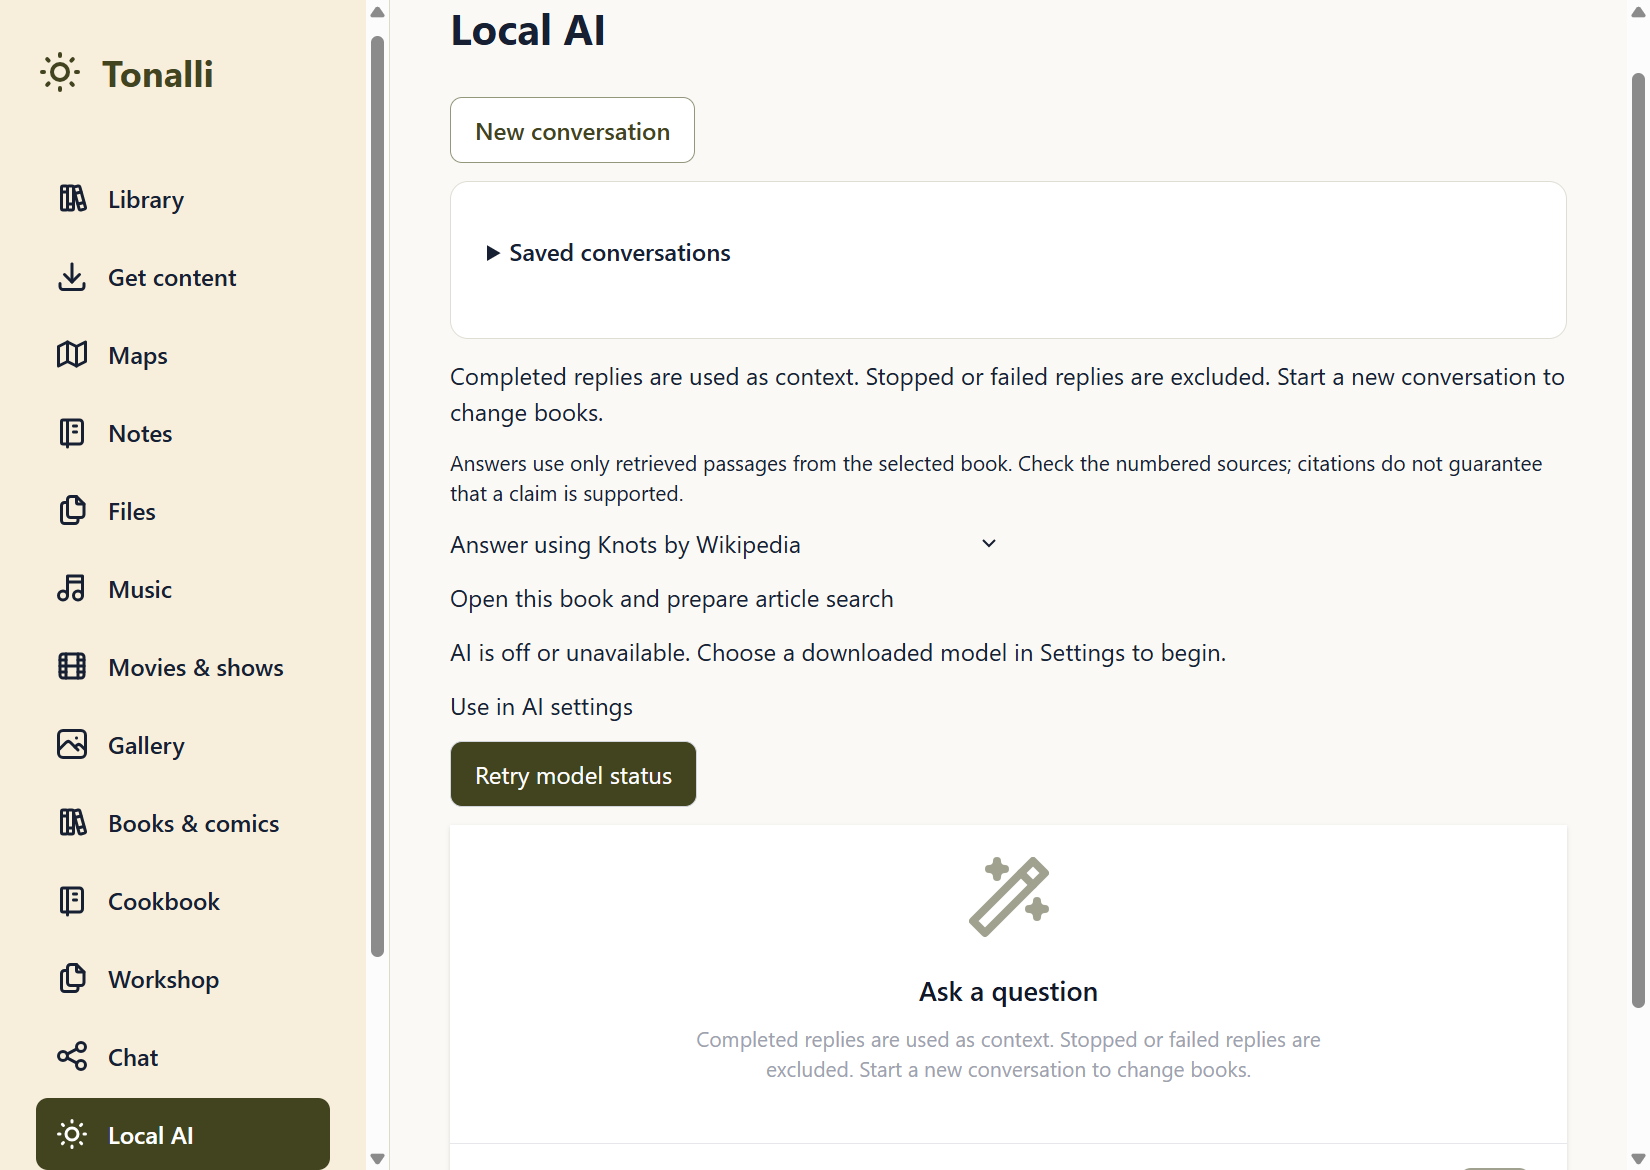 Tonalli
Library
Get content
Maps
Notes
Files
Music
Movies & shows
Gallery
Books & comics
Cookbook
Workshop
Chat
Local AI
Local AI
New conversation
Saved conversations
Completed replies are used as context. Stopped or failed replies are excluded. Start a new conversation to
change books.
Answers use only retrieved passages from the selected book. Check the numbered sources; citations do not guarantee
that a claim is supported.
Answer using Knots by Wikipedia
Open this book and prepare article search
AI is off or unavailable. Choose a downloaded model in Settings to begin.
Use in AI settings
Retry model status
Ask a question
Completed replies are used as context. Stopped or failed replies are
excluded. Start a new conversation to change books.